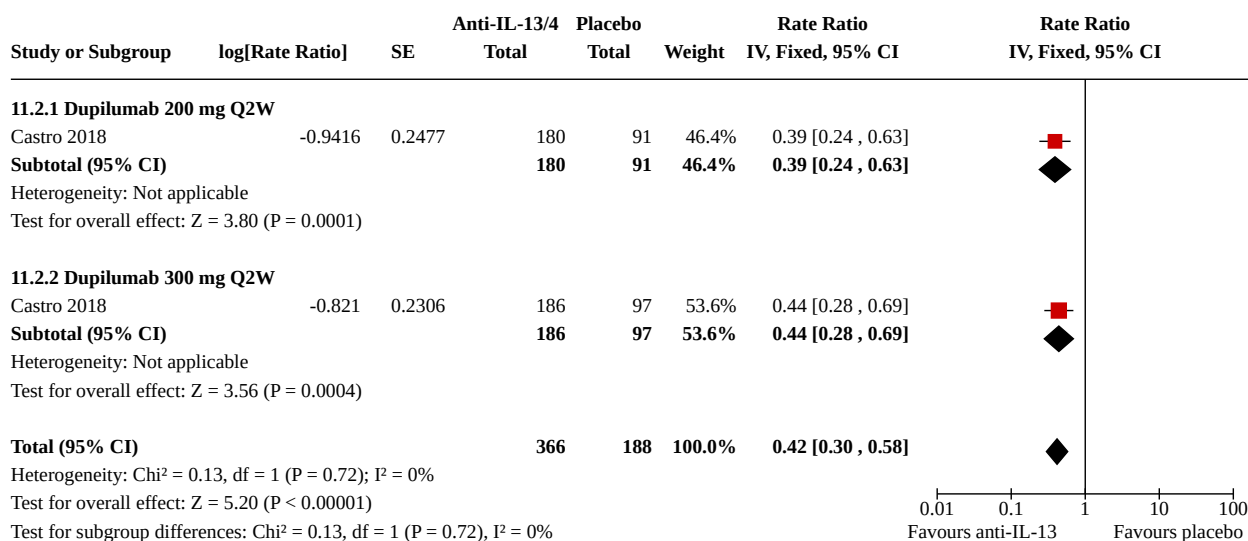 Anti-IL-13/4 Placebo Rate Ratio Rate Ratio
Study or Subgroup log[Rate Ratio] SE Total Total Weight IV, Fixed, 95% CI IV, Fixed, 95% CI
11.2.1 Dupilumab 200 mg Q2W
Castro 2018 -0.9416 0.2477 180 91 46.4% 0.39 [0.24 , 0.63]
Subtotal (95% CI) 180 91 46.4% 0.39 [0.24 , 0.63]
Heterogeneity: Not applicable
Test for overall effect: Z = 3.80 (P = 0.0001)
11.2.2 Dupilumab 300 mg Q2W
Castro 2018 -0.821 0.2306 186 97 53.6% 0.44 [0.28 , 0.69]
Subtotal (95% CI) 186 97 53.6% 0.44 [0.28 , 0.69]
Heterogeneity: Not applicable
Test for overall effect: Z = 3.56 (P = 0.0004)
Total (95% CI) 366 188 100.0% 0.42 [0.30 , 0.58]
Heterogeneity: Chi² = 0.13, df = 1 (P = 0.72); I² = 0%
Test for overall effect: Z = 5.20 (P < 0.00001)
0.01 0.1 1 10 100
Test for subgroup differences: Chi² = 0.13, df = 1 (P = 0.72), I² = 0%
Favours anti-IL-13 Favours placebo